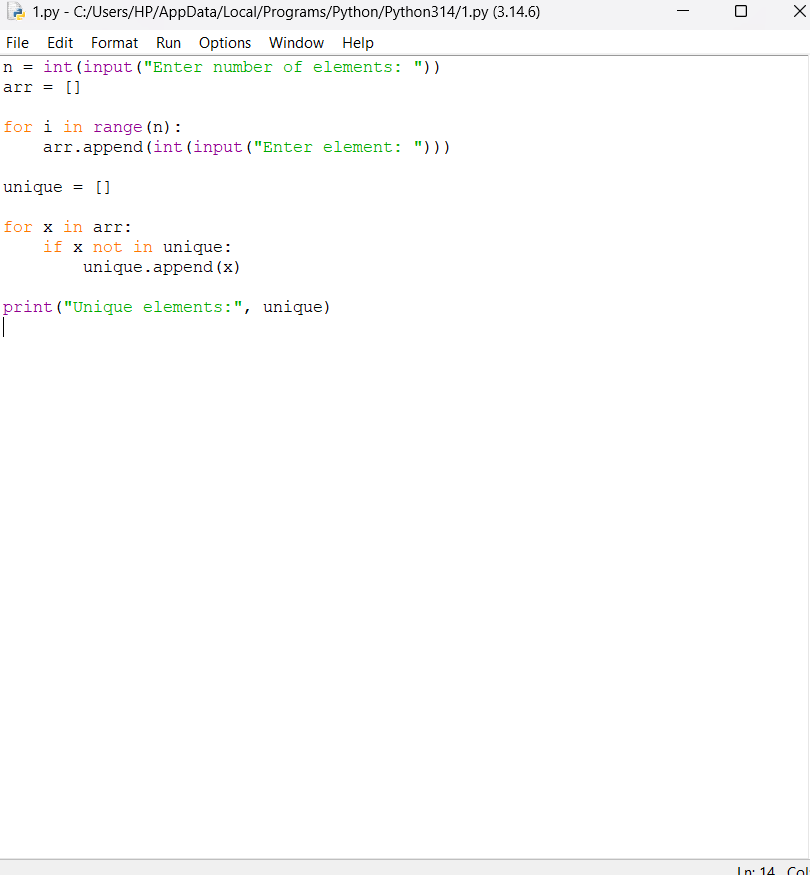 1.py - C:/Users/HP/AppData/Local/Programs/Python/Python314/1.py (3.14.6)
File Edit Format Run Options Window Help
n = int(input("Enter number of elements: "))
arr = []
for i in range(n):
    arr.append(int(input("Enter element: ")))
unique = []
for x in arr:
    if x not in unique:
        unique.append(x)
print("Unique elements:", unique)
Ln: 14 Col